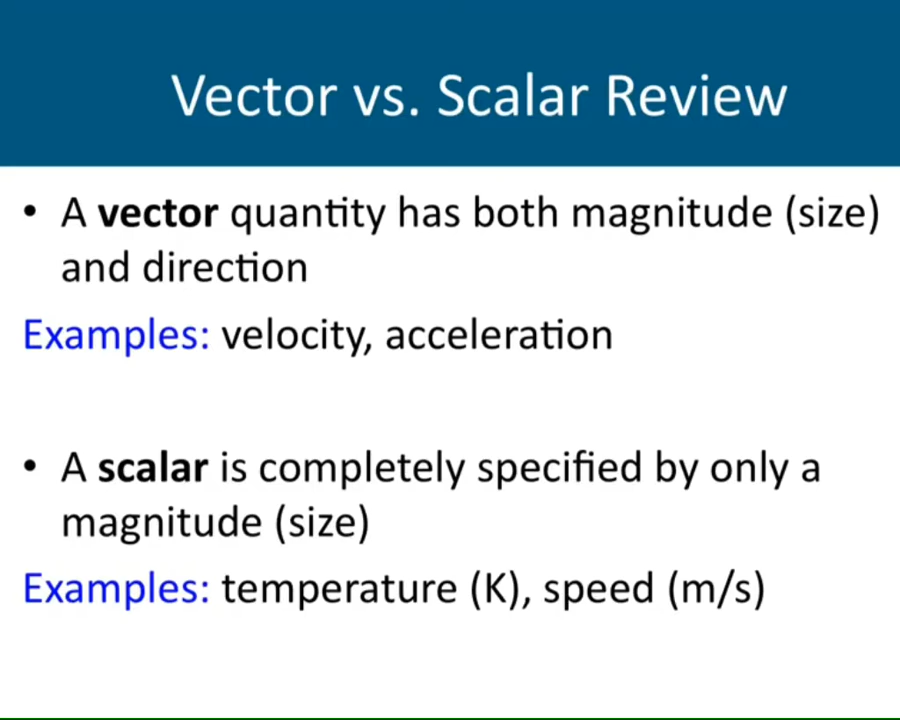 Vector vs. Scalar Review
• A vector quantity has both magnitude (size)
and direction
Examples: velocity, acceleration
• A scalar is completely specified by only a
magnitude (size)
Examples: temperature (K), speed (m/s)